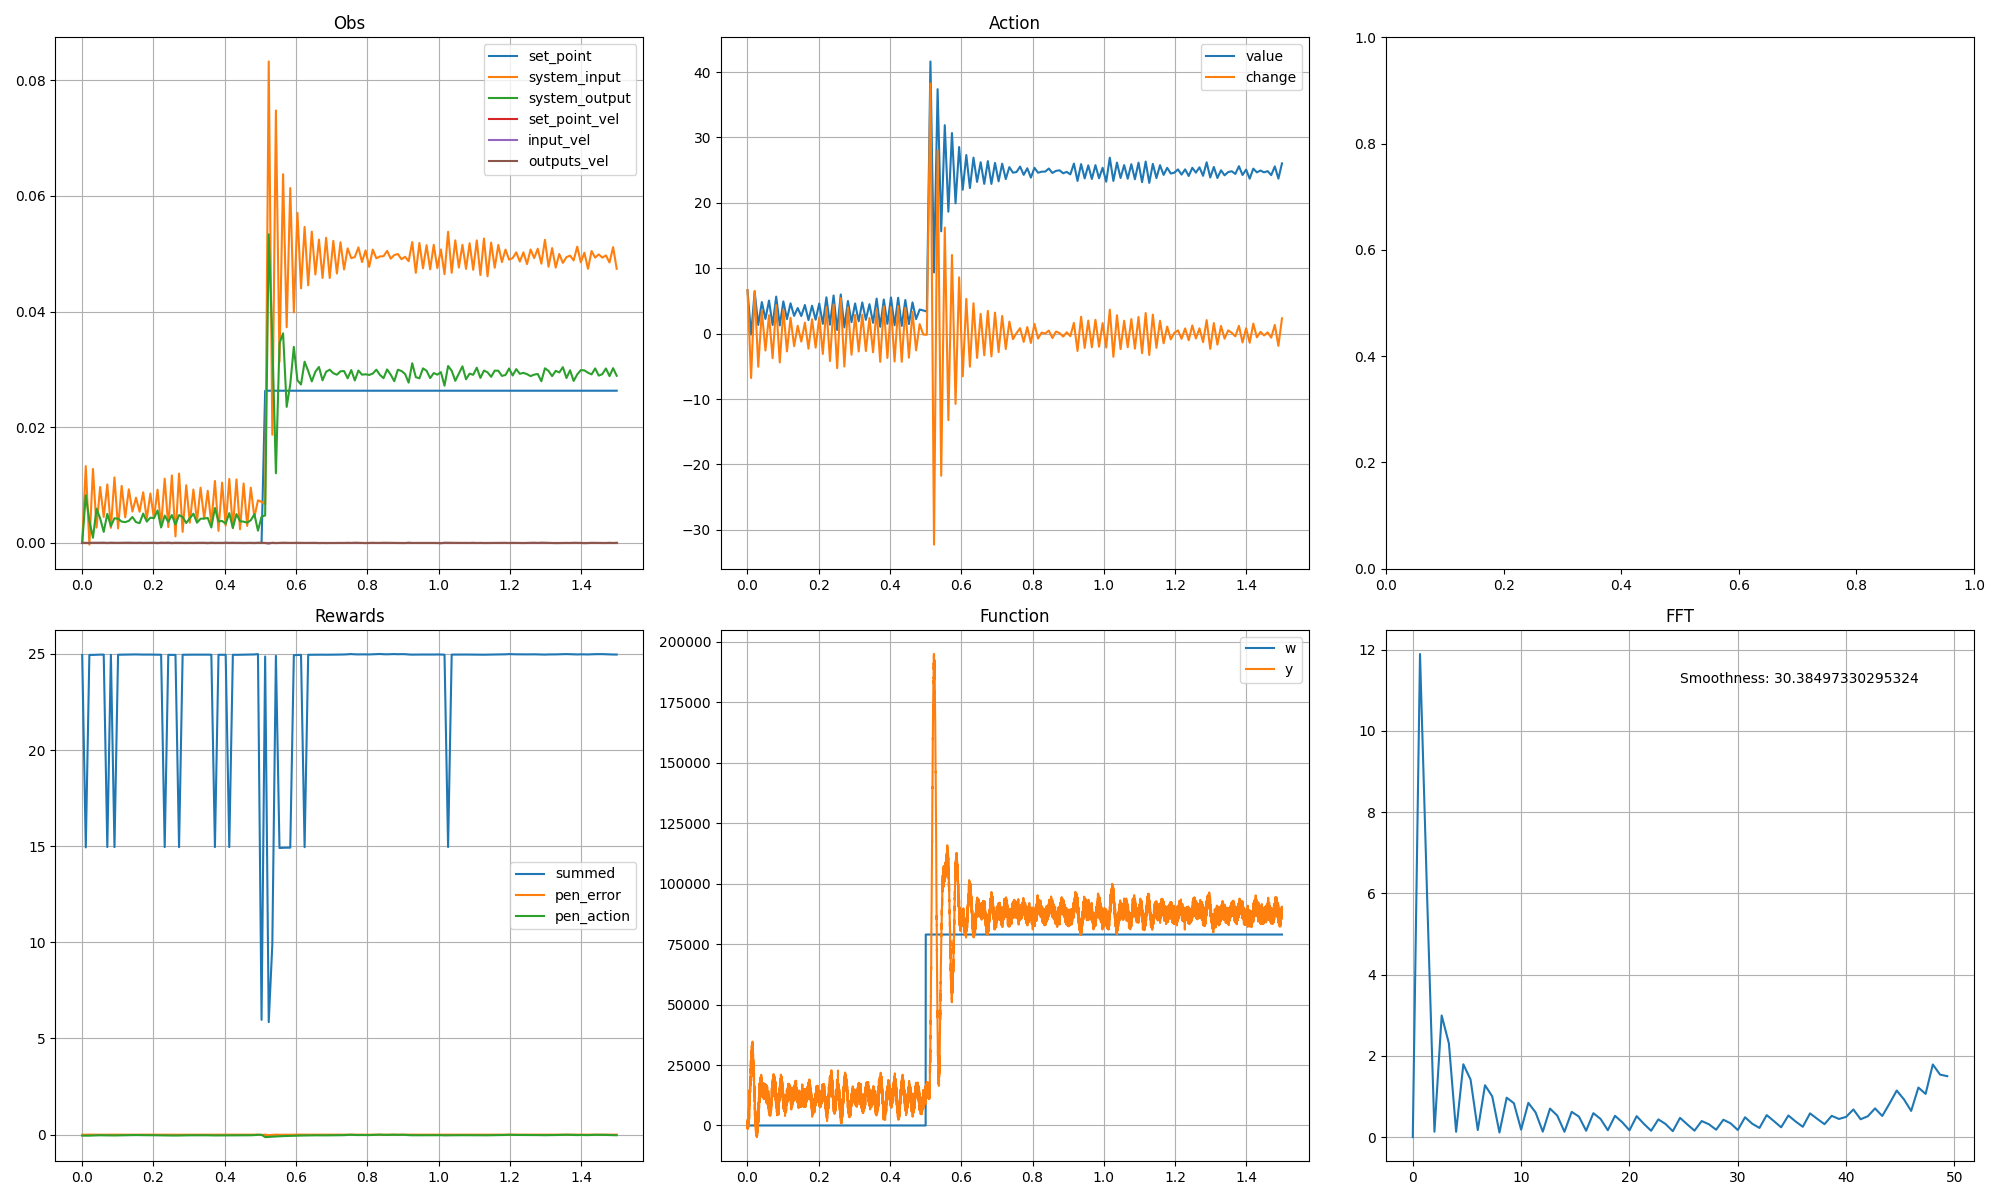 Obs
0.08
0.06
0.04
0.02
0.00
0.0 0.2 0.4 0.6 0.8 1.0 1.2 1.4
set_point
system_input
system_output
set_point_vel
input_vel
outputs_vel
Action
40
30
20
10
0
−10
−20
−30
0.0 0.2 0.4 0.6 0.8 1.0 1.2 1.4
value
change
1.0
0.8
0.6
0.4
0.2
0.0
0.0 0.2 0.4 0.6 0.8 1.0
Rewards
25
20
15
10
5
0
0.0 0.2 0.4 0.6 0.8 1.0 1.2 1.4
summed
pen_error
pen_action
Function
200000
175000
150000
125000
100000
75000
50000
25000
0
0.0 0.2 0.4 0.6 0.8 1.0 1.2 1.4
w
y
FFT
12
10
8
6
4
2
0
0 10 20 30 40 50
Smoothness: 30.38497330295324